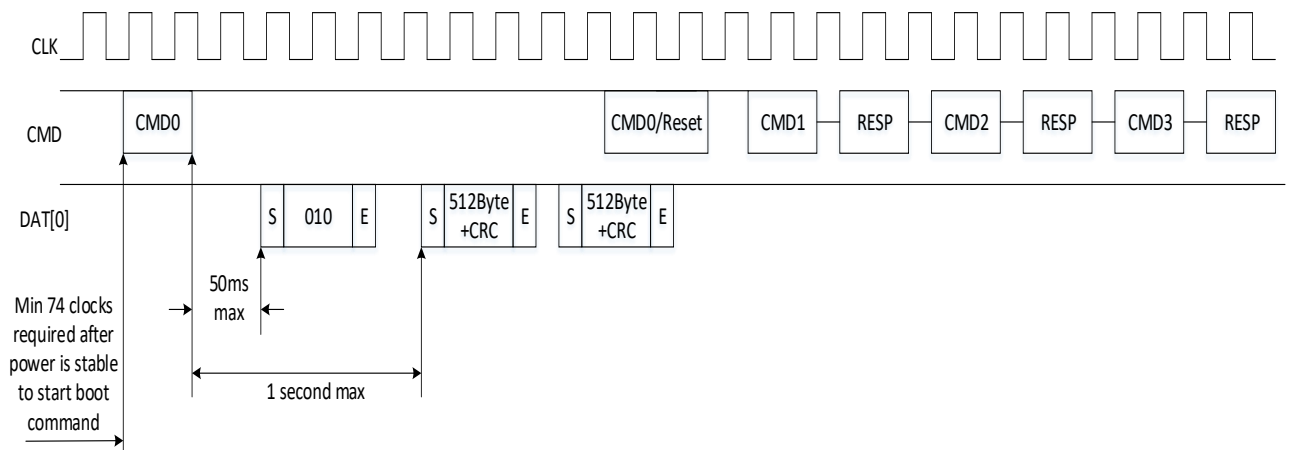 CLK
CMD
CMD0
CMD0/Reset
CMD1
RESP
CMD2
RESP
CMD3
RESP
DAT[0]
S
010
E
S
512Byte
+CRC
E
S
512Byte
+CRC
E
50ms
max
1 second max
Min 74 clocks
required after
power is stable
to start boot
command